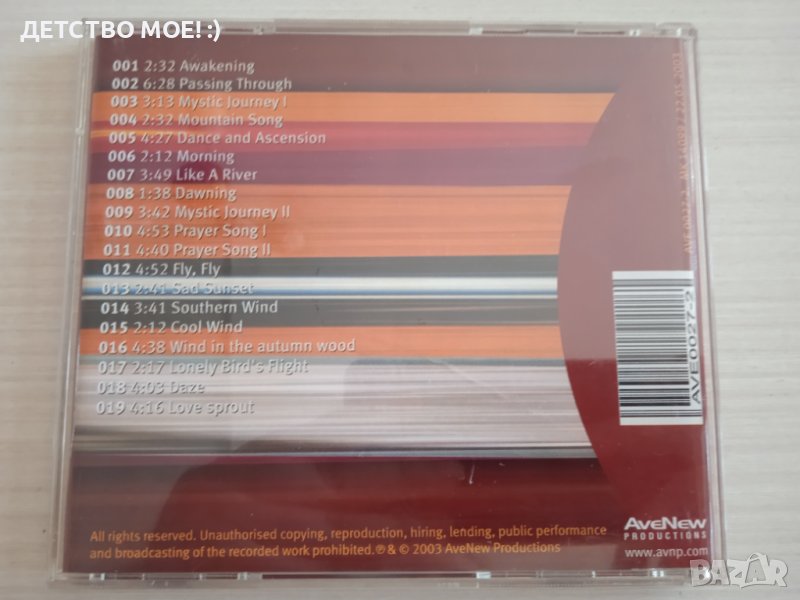 ДЕТСТВО МОЕ! :)
001 2:32 Awakening
002 6:28 Passing Through
003 3:13 Mystic Journey I
004 2:32 Mountain Song
005 4:27 Dance and Ascension
006 2:12 Morning
007 3:49 Like A River
008 1:38 Dawning
009 3:42 Mystic Journey II
010 4:53 Prayer Song I
011 4:40 Prayer Song II
012 4:52 Fly, Fly
013 2:41 Sad Sunset
014 3:41 Southern Wind
015 2:12 Cool Wind
016 4:38 Wind in the autumn wood
017 2:17 Lonely Bird's Flight
018 4:03 Daze
019 4:16 Love sprout
AVE0027-2
All rights reserved. Unauthorised copying, reproduction, hiring, lending, public performance
and broadcasting of the recorded work prohibited.℗& © 2003 AveNew Productions
AVENEW
PRODUCTIONS
www.avnp.com
BAZAR